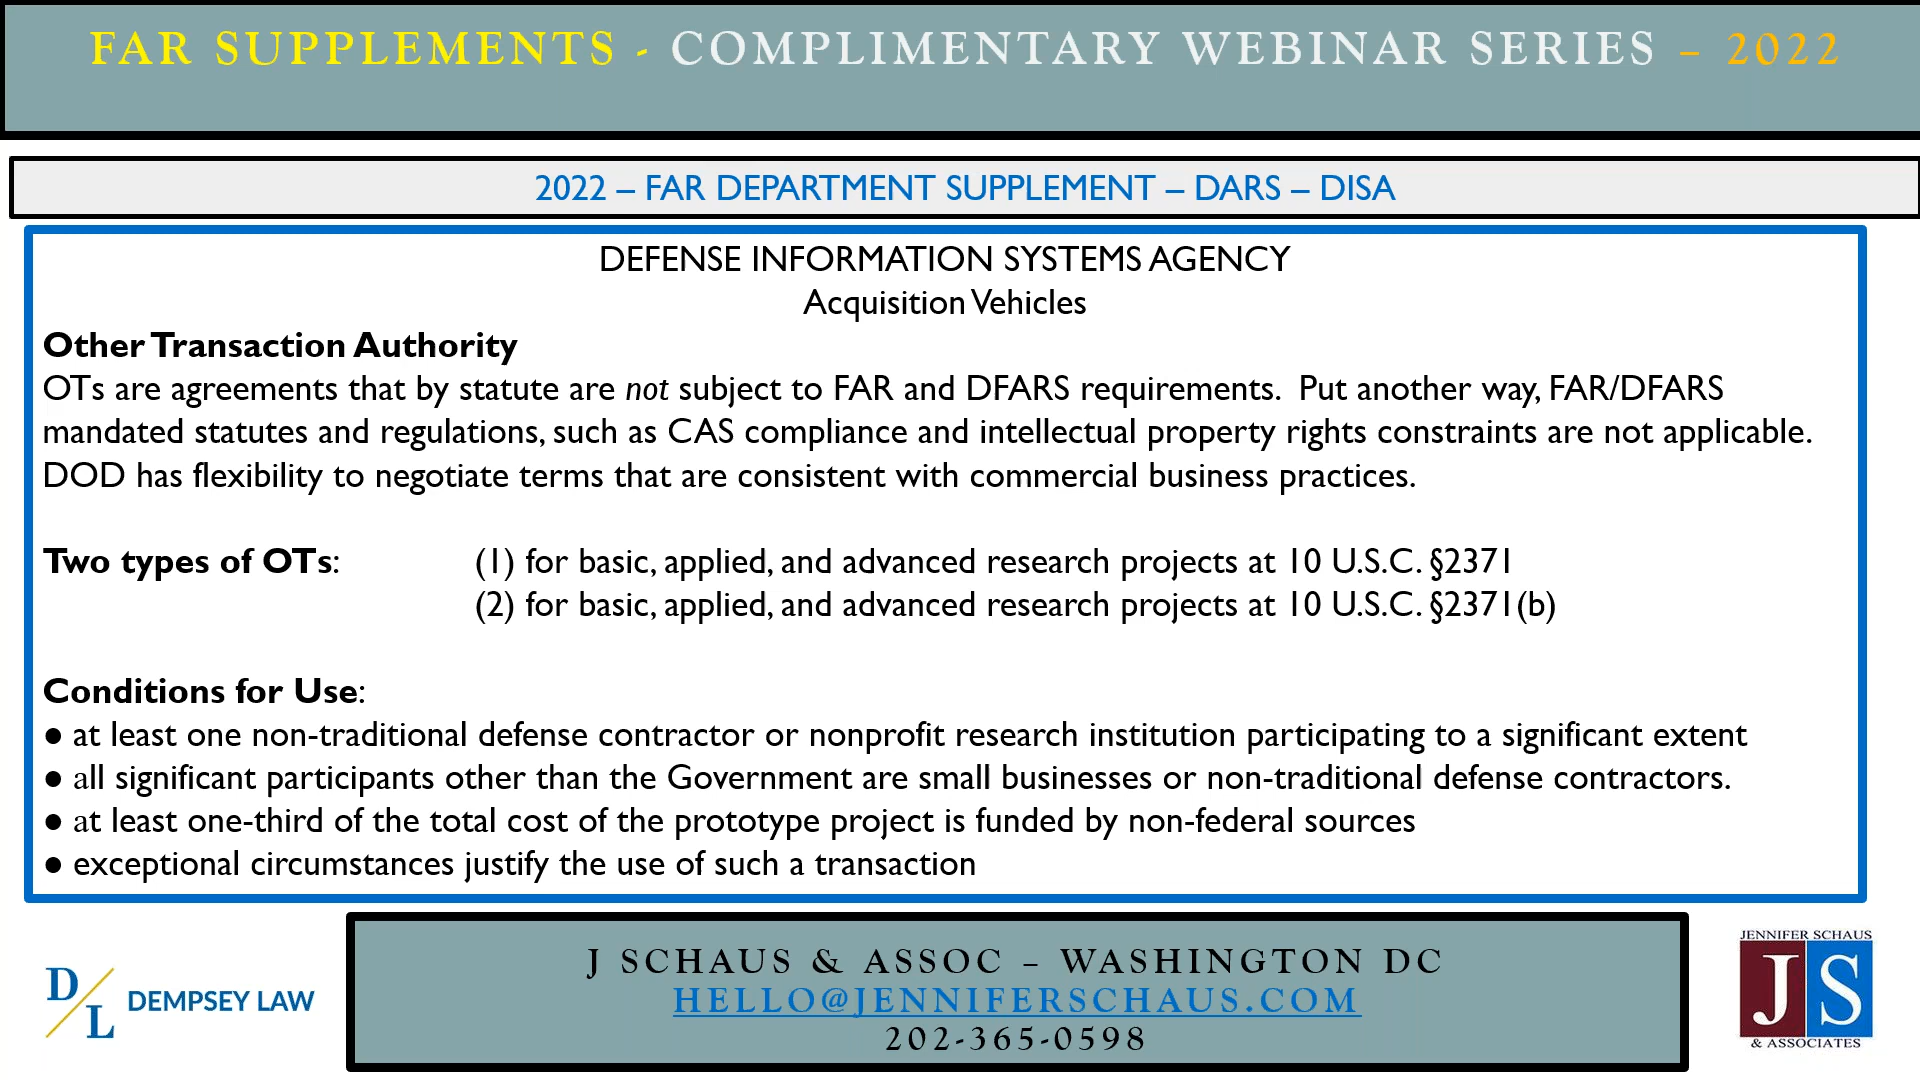 FAR SUPPLEMENTS - COMPLIMENTARY WEBINAR SERIES – 2022
2022 – FAR DEPARTMENT SUPPLEMENT – DARS – DISA
DEFENSE INFORMATION SYSTEMS AGENCY
Acquisition Vehicles
Other Transaction Authority
OTs are agreements that by statute are not subject to FAR and DFARS requirements.  Put another way, FAR/DFARS
mandated statutes and regulations, such as CAS compliance and intellectual property rights constraints are not applicable.
DOD has flexibility to negotiate terms that are consistent with commercial business practices.
Two types of OTs: (1) for basic, applied, and advanced research projects at 10 U.S.C. §2371
(2) for basic, applied, and advanced research projects at 10 U.S.C. §2371(b)
Conditions for Use:
● at least one non-traditional defense contractor or nonprofit research institution participating to a significant extent
● all significant participants other than the Government are small businesses or non-traditional defense contractors.
● at least one-third of the total cost of the prototype project is funded by non-federal sources
● exceptional circumstances justify the use of such a transaction
D/L DEMPSEY LAW
J SCHAUS & ASSOC – WASHINGTON DC
HELLO@JENNIFERSCHAUS.COM
202-365-0598
JENNIFER SCHAUS
JS
& ASSOCIATES